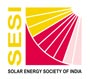 SESI
SOLAR ENERGY SOCIETY OF INDIA